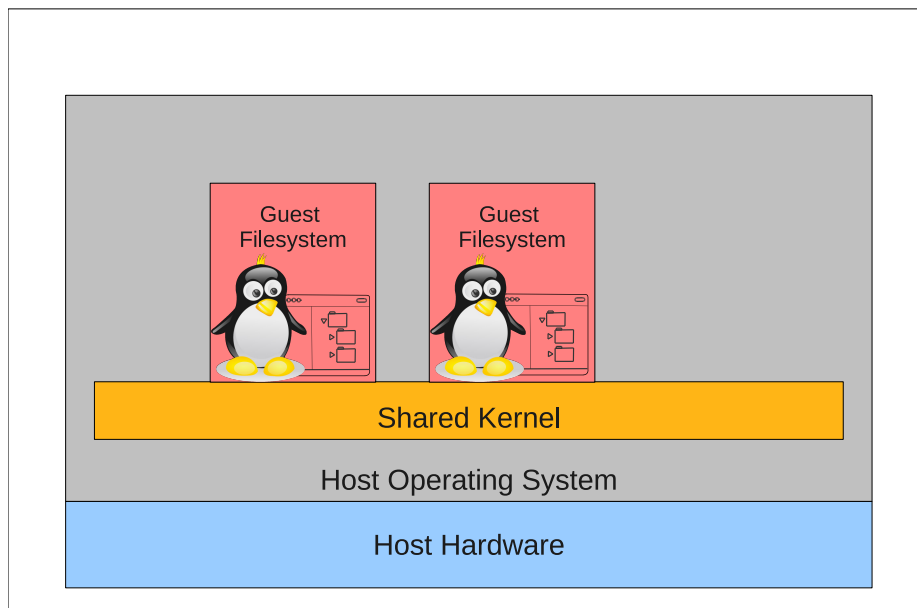 Guest
Filesystem
Guest
Filesystem
Shared Kernel
Host Operating System
Host Hardware